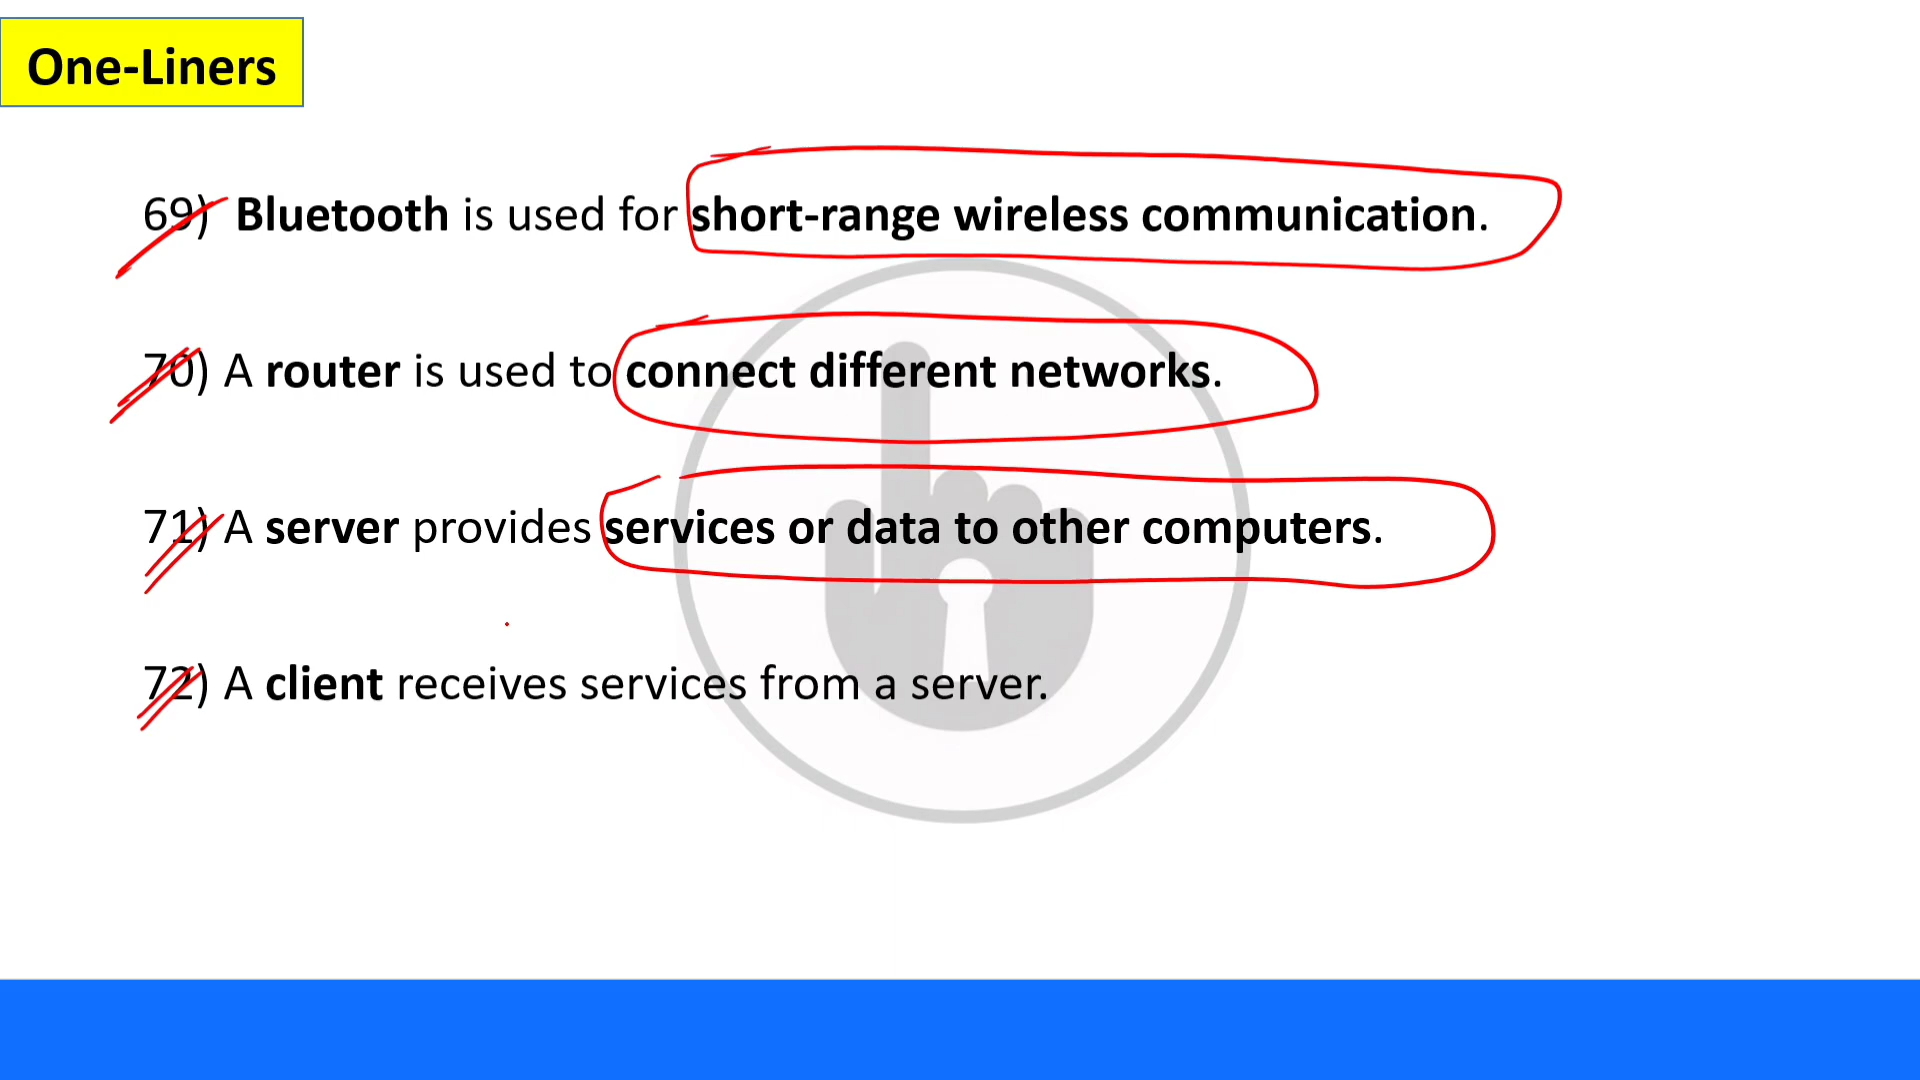 One-Liners
69) Bluetooth is used for short-range wireless communication.
70) A router is used to connect different networks.
71) A server provides services or data to other computers.
72) A client receives services from a server.